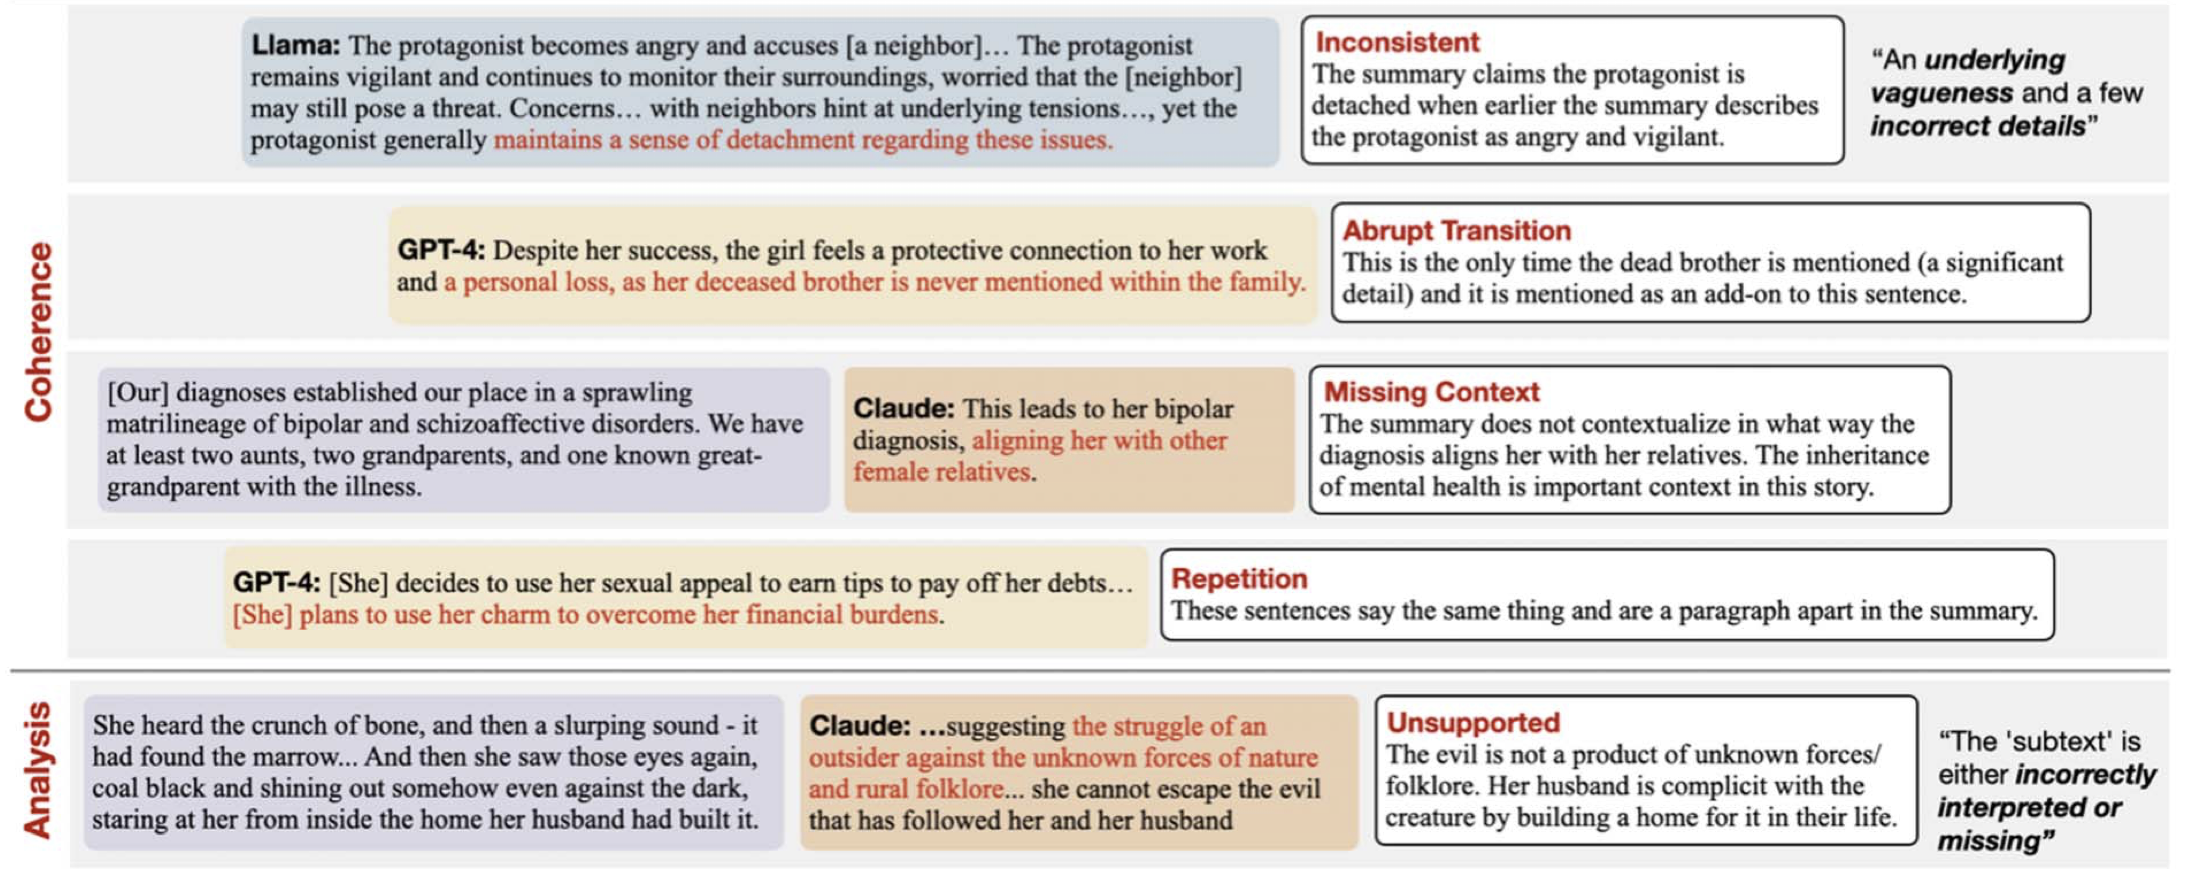 Coherence
Llama: The protagonist becomes angry and accuses [a neighbor]... The protagonist
remains vigilant and continues to monitor their surroundings, worried that the [neighbor]
may still pose a threat. Concerns... with neighbors hint at underlying tensions..., yet the
protagonist generally maintains a sense of detachment regarding these issues.
Inconsistent
The summary claims the protagonist is
detached when earlier the summary describes
the protagonist as angry and vigilant.
“An underlying
vagueness and a few
incorrect details”
GPT-4: Despite her success, the girl feels a protective connection to her work
and a personal loss, as her deceased brother is never mentioned within the family.
Abrupt Transition
This is the only time the dead brother is mentioned (a significant
detail) and it is mentioned as an add-on to this sentence.
[Our] diagnoses established our place in a sprawling
matrilineage of bipolar and schizoaffective disorders. We have
at least two aunts, two grandparents, and one known great-
grandparent with the illness.
Claude: This leads to her bipolar
diagnosis, aligning her with other
female relatives.
Missing Context
The summary does not contextualize in what way the
diagnosis aligns her with her relatives. The inheritance
of mental health is important context in this story.
GPT-4: [She] decides to use her sexual appeal to earn tips to pay off her debts...
[She] plans to use her charm to overcome her financial burdens.
Repetition
These sentences say the same thing and are a paragraph apart in the summary.
Analysis
She heard the crunch of bone, and then a slurping sound - it
had found the marrow... And then she saw those eyes again,
coal black and shining out somehow even against the dark,
staring at her from inside the home her husband had built it.
Claude: ...suggesting the struggle of an
outsider against the unknown forces of nature
and rural folklore... she cannot escape the evil
that has followed her and her husband
Unsupported
The evil is not a product of unknown forces/
folklore. Her husband is complicit with the
creature by building a home for it in their life.
“The 'subtext' is
either incorrectly
interpreted or
missing”